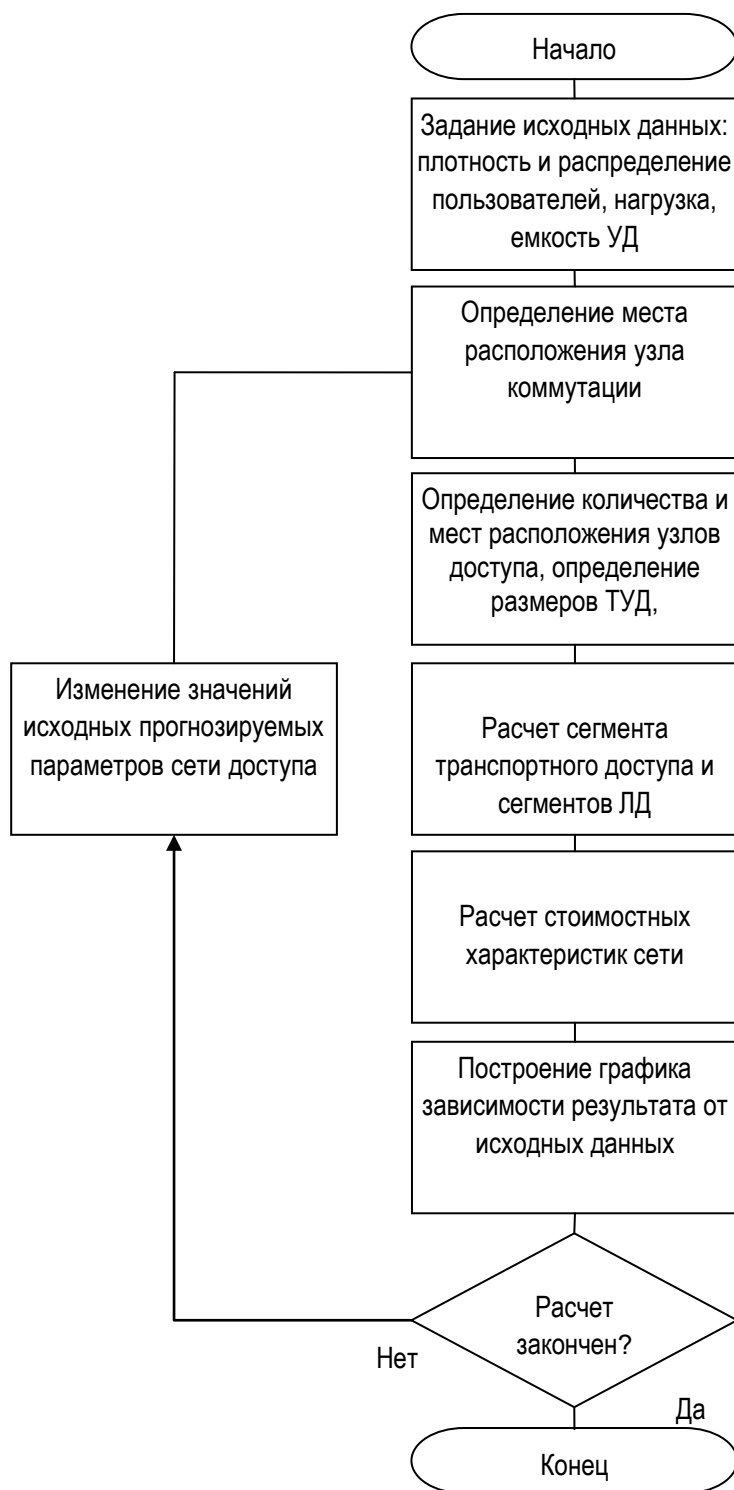 Начало
Задание исходных данных:
плотность и распределение
пользователей, нагрузка,
емкость УД
Определение места
расположения узла
коммутации
Определение количества и
мест расположения узлов
доступа, определение
размеров ТУД,
Изменение значений
исходных прогнозируемых
параметров сети доступа
Расчет сегмента
транспортного доступа и
сегментов ЛД
Расчет стоимостных
характеристик сети
Построение графика
зависимости результата от
исходных данных
Расчет
закончен?
Нет
Да
Конец